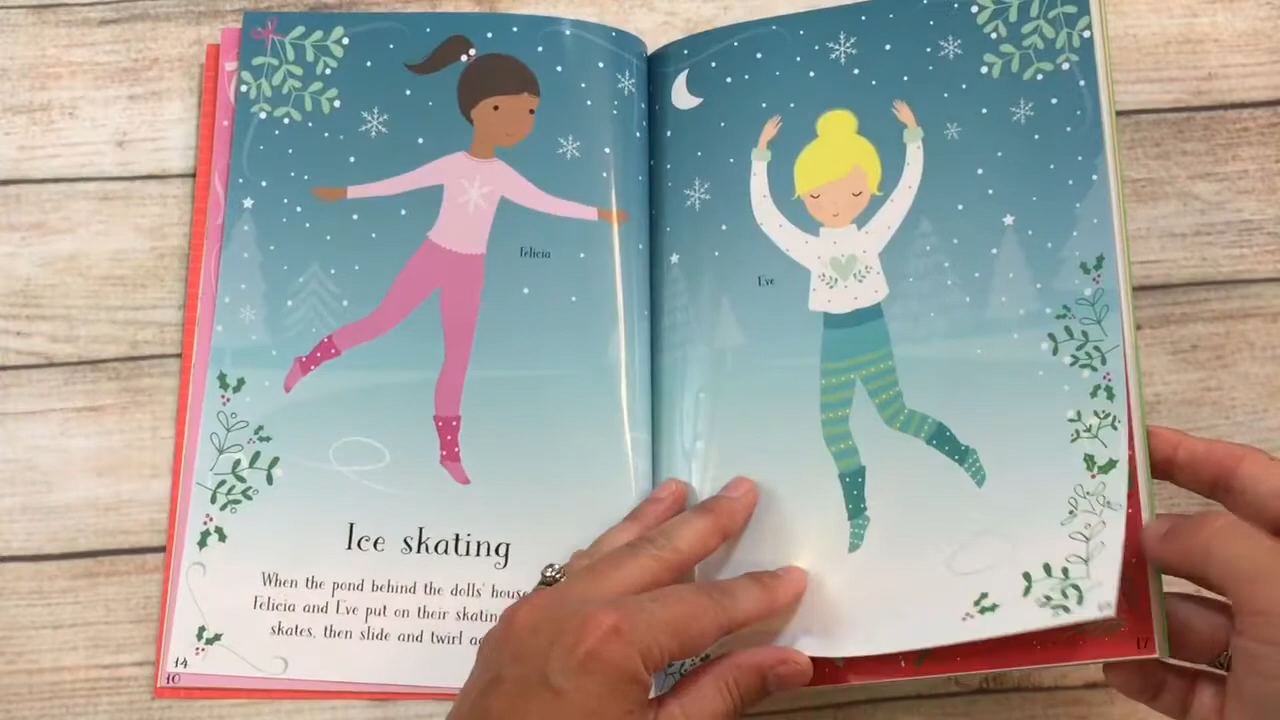 Felicia
Eve
Ice skating
When the pond behind the dolls' house
Felicia and Eve put on their skating
skates, then slide and twirl
14
10
17